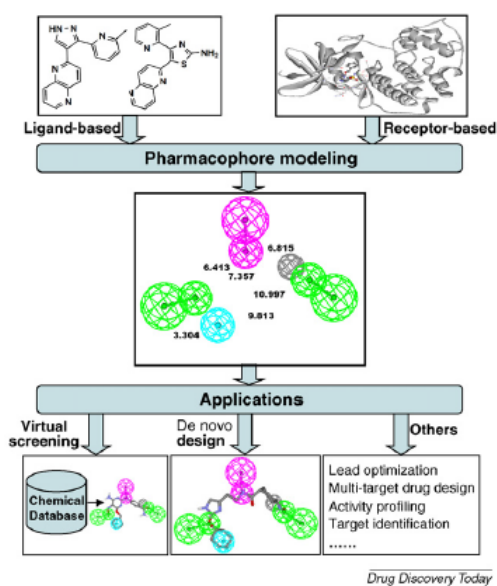 HN
N
N
N
N
N
N
NH₂
S
N
N
Ligand-based
Receptor-based
Pharmacophore modeling
6.815
6.413
7.357
10.997
9.813
3.304
Applications
Virtual
screening
De novo
design
Others
Chemical
Database
Lead optimization
Multi-target drug design
Activity profiling
Target identification
......
Drug Discovery Today